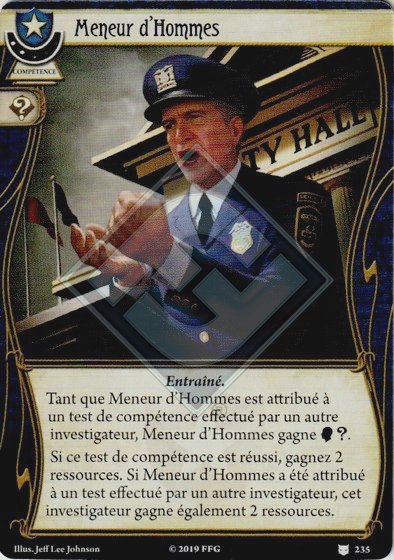 Meneur d'Hommes
COMPÉTENCE
?
TY HALL
Entraîné.
Tant que Meneur d'Hommes est attribué à
un test de compétence effectué par un autre
investigateur, Meneur d'Hommes gagne ?.
Si ce test de compétence est réussi, gagnez 2
ressources. Si Meneur d'Hommes a été attribué
à un test effectué par un autre investigateur, cet
investigateur gagne également 2 ressources.
Illus. Jeff Lee Johnson
© 2019 FFG
235